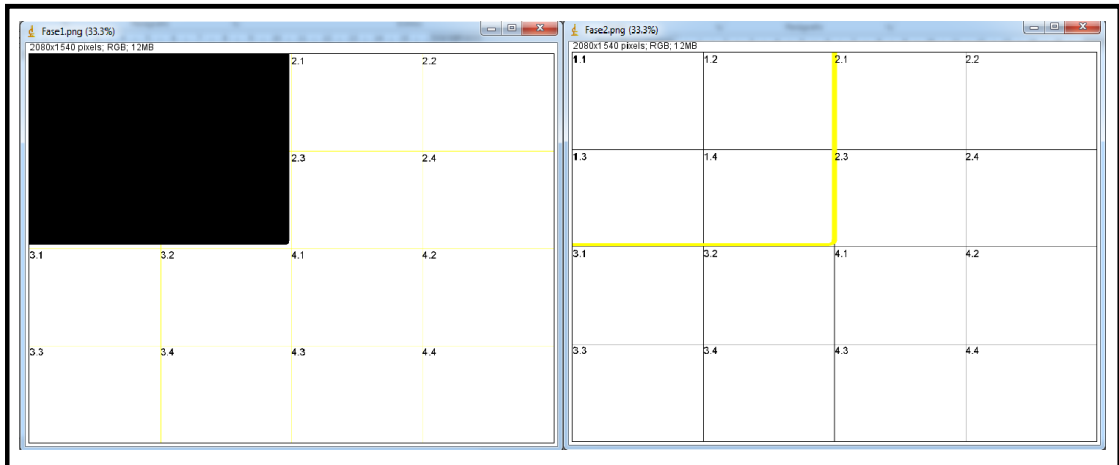 Fase1.png (33.3%)
2080x1540 pixels; RGB; 12MB
2.1 2.2
2.3 2.4
3.1 3.2 4.1 4.2
3.3 3.4 4.3 4.4
Fase2.png (33.3%)
2080x1540 pixels; RGB; 12MB
1.1 1.2 2.1 2.2
1.3 1.4 2.3 2.4
3.1 3.2 4.1 4.2
3.3 3.4 4.3 4.4